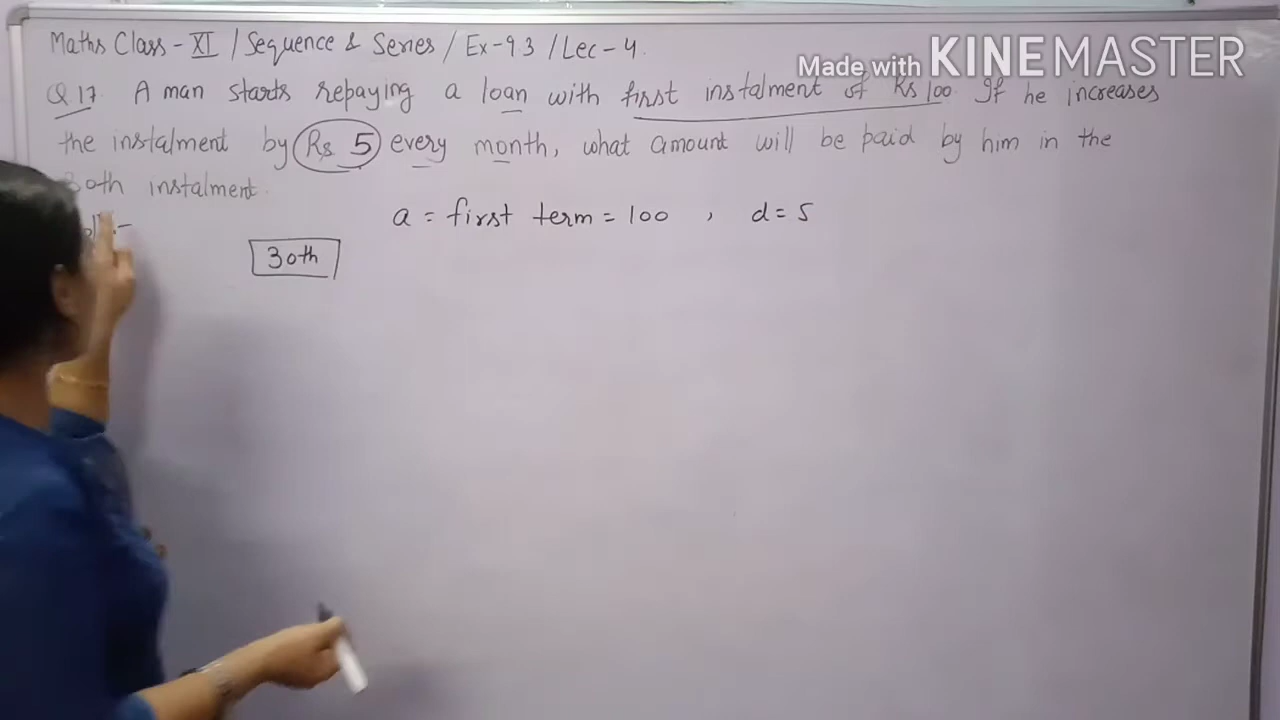 Maths Class - XI / Sequence & Series / Ex-9.3 / Lec-4.
Made with KINEMASTER
Q 17. A man starts repaying a loan with first instalment of Rs 100. If he increases
the instalment by Rs 5 every month, what amount will be paid by him in the
30th instalment.
a = first term = 100 , d = 5
30th